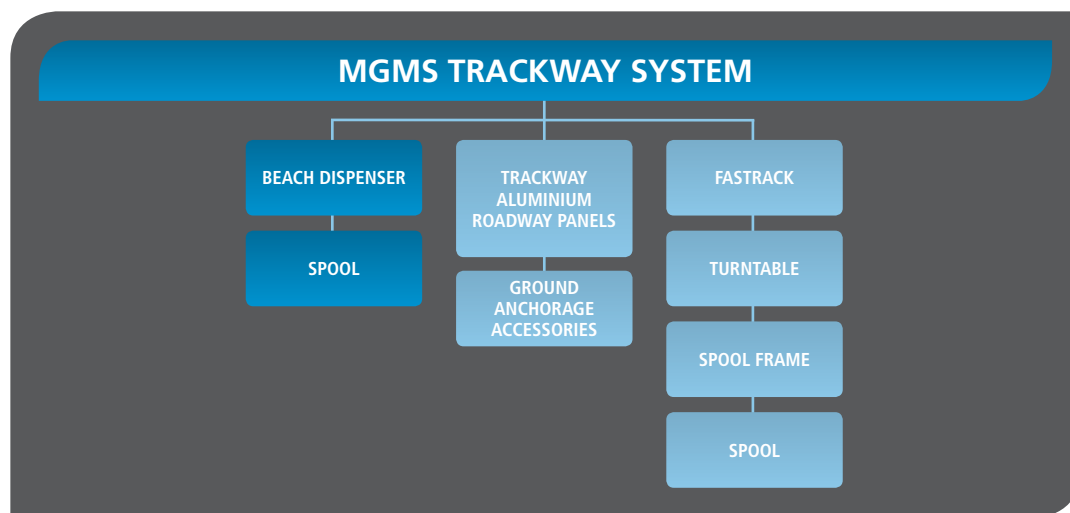 MGMS TRACKWAY SYSTEM
BEACH DISPENSER
SPOOL
TRACKWAY
ALUMINIUM
ROADWAY PANELS
GROUND
ANCHORAGE
ACCESSORIES
FASTRACK
TURNTABLE
SPOOL FRAME
SPOOL